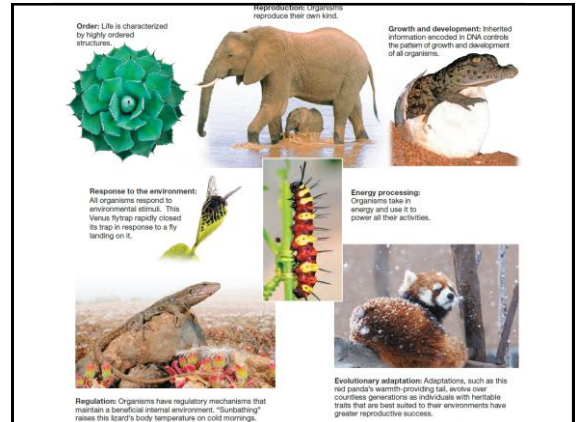 Reproduction: Organisms
reproduce their own kind.
Order: Life is characterized
by highly ordered
structures.
Growth and development: Inherited
information encoded in DNA controls
the pattern of growth and development
of all organisms.
Response to the environment:
All organisms respond to
environmental stimuli. This
Venus flytrap rapidly closed
its trap in response to a fly
landing on it.
Energy processing:
Organisms take in
energy and use it to
power all their activities.
Regulation: Organisms have regulatory mechanisms that
maintain a beneficial internal environment. "Sunbathing"
raises this lizard's body temperature on cold mornings.
Evolutionary adaptation: Adaptations, such as this
red panda's warmth-providing tail, evolve over
countless generations as individuals with heritable
traits that are best suited to their environments have
greater reproductive success.